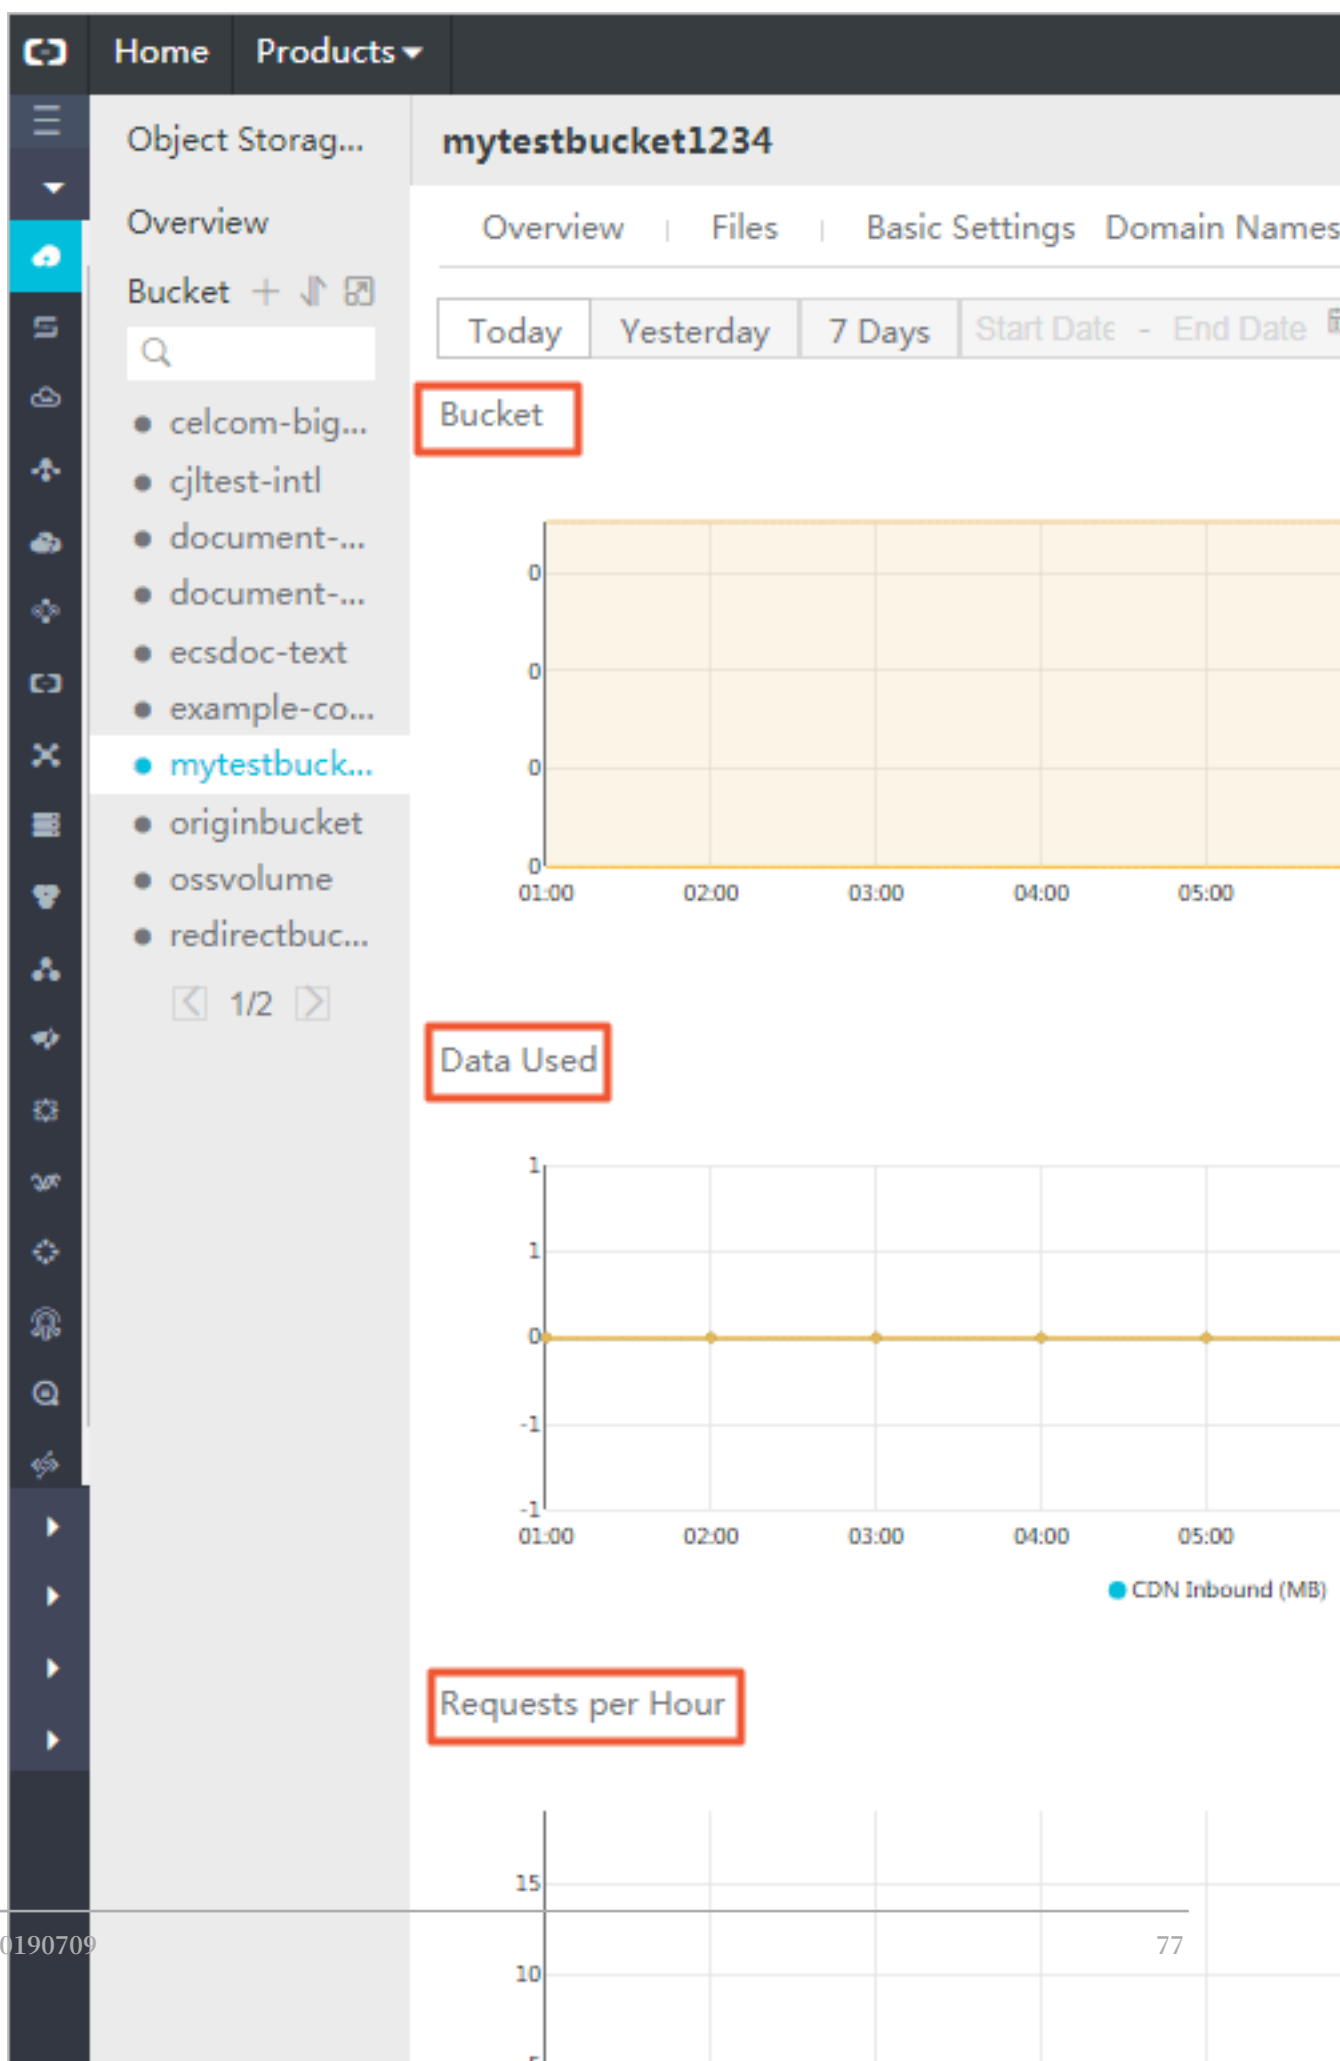 Home Products
Object Storag...
mytestbucket1234
Overview
Overview | Files | Basic Settings Domain Names
Bucket
Today Yesterday 7 Days Start Date - End Date
Bucket
celcom-big...
cjltest-intl
document-...
document-...
ecsdoc-text
example-co...
mytestbuck...
originbucket
ossvolume
redirectbuc...
1/2
0
0
0
0
01:00 02:00 03:00 04:00 05:00
Data Used
1
1
0
-1
-1
01:00 02:00 03:00 04:00 05:00
CDN Inbound (MB)
Requests per Hour
15
0190709 77
10